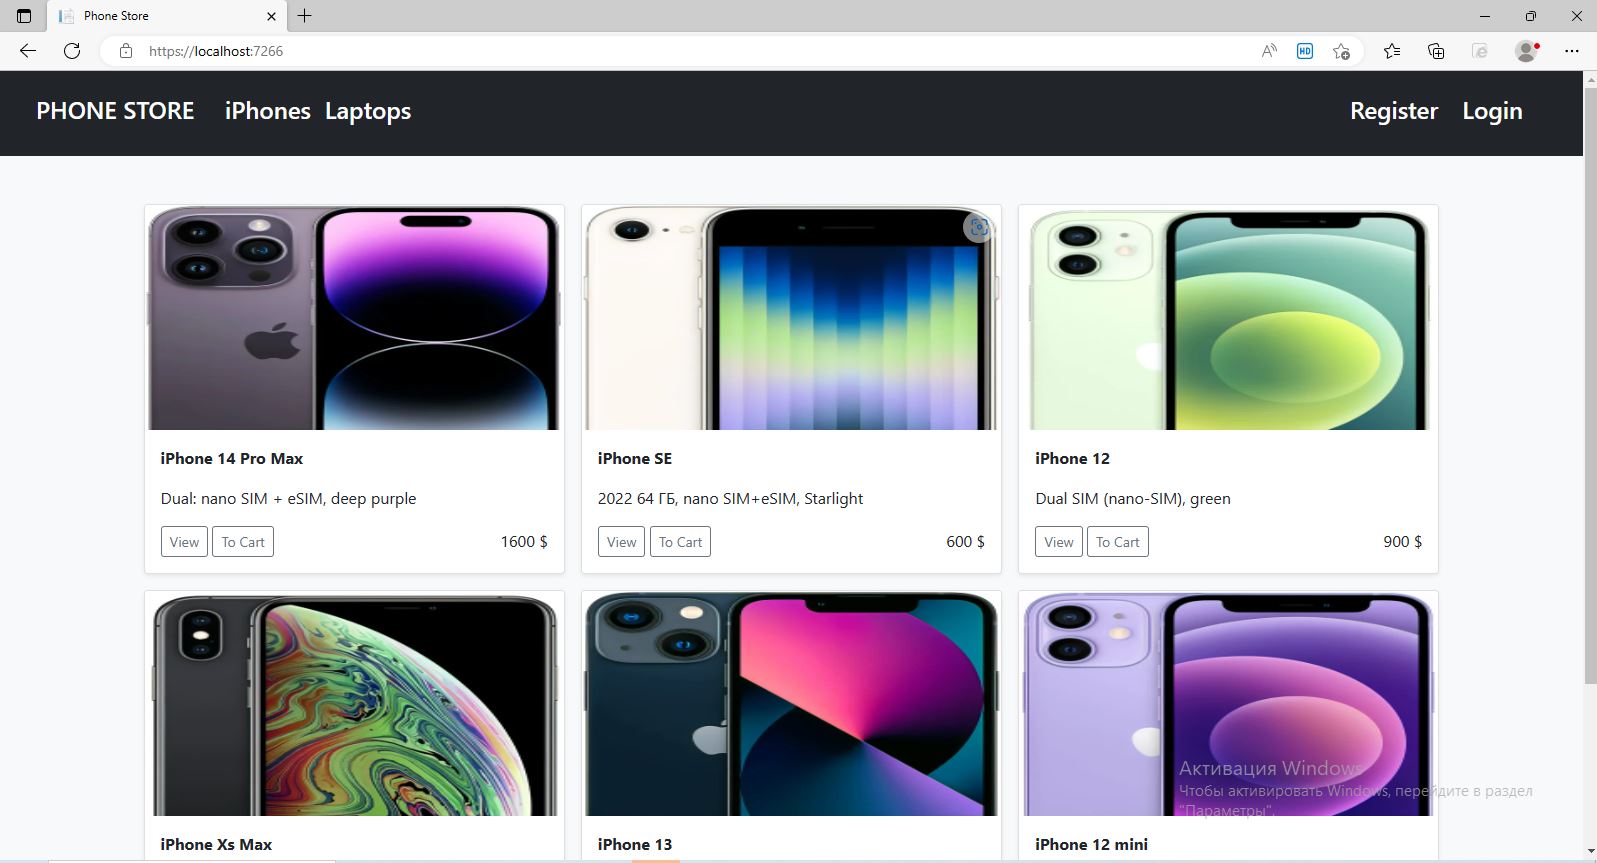 Phone Store
https://localhost:7266
HD
PHONE STORE iPhones Laptops Register Login
iPhone 14 Pro Max
Dual: nano SIM + eSIM, deep purple
View To Cart 1600 $
iPhone SE
2022 64 ГБ, nano SIM+eSIM, Starlight
View To Cart 600 $
iPhone 12
Dual SIM (nano-SIM), green
View To Cart 900 $
iPhone Xs Max
iPhone 13
iPhone 12 mini
Активация Windows
Чтобы активировать Windows, перейдите в раздел
"Параметры".